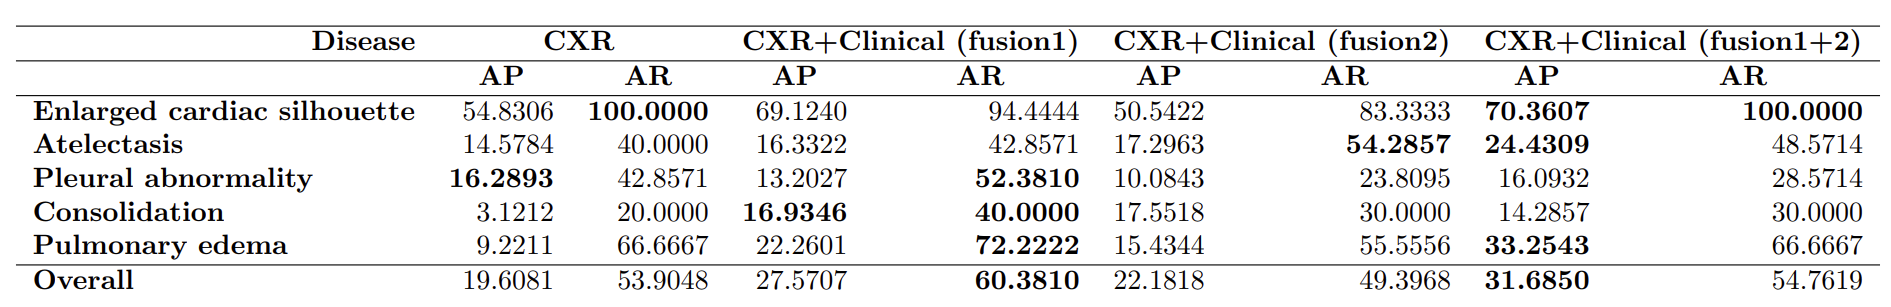 Disease CXR CXR+Clinical (fusion1) CXR+Clinical (fusion2) CXR+Clinical (fusion1+2)
AP AR AP AR AP AR AP AR
Enlarged cardiac silhouette 54.8306 100.0000 69.1240 94.4444 50.5422 83.3333 70.3607 100.0000
Atelectasis 14.5784 40.0000 16.3322 42.8571 17.2963 54.2857 24.4309 48.5714
Pleural abnormality 16.2893 42.8571 13.2027 52.3810 10.0843 23.8095 16.0932 28.5714
Consolidation 3.1212 20.0000 16.9346 40.0000 17.5518 30.0000 14.2857 30.0000
Pulmonary edema 9.2211 66.6667 22.2601 72.2222 15.4344 55.5556 33.2543 66.6667
Overall 19.6081 53.9048 27.5707 60.3810 22.1818 49.3968 31.6850 54.7619